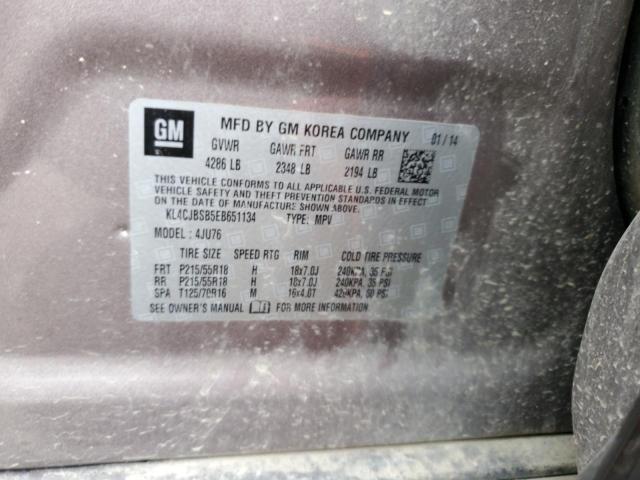 GM
MFD BY GM KOREA COMPANY 01/14
GVWR GAWR FRT GAWR RR
4286 LB 2348 LB 2194 LB
THIS VEHICLE CONFORMS TO ALL APPLICABLE U.S. FEDERAL MOTOR
VEHICLE SAFETY AND THEFT PREVENTION STANDARDS IN EFFECT
ON THE DATE OF MANUFACTURE SHOWN ABOVE.
KL4CJBSB5EB651134 TYPE: MPV
MODEL: 4JU76
TIRE SIZE SPEED RTG RIM COLD TIRE PRESSURE
FRT P215/55R18 H 18x7.0J 240KPA, 35 PSI
RR P215/55R18 H 18x7.0J 240KPA, 35 PSI
SPA T125/70R16 M 16x4.0T 420KPA, 60 PSI
SEE OWNER'S MANUAL FOR MORE INFORMATION